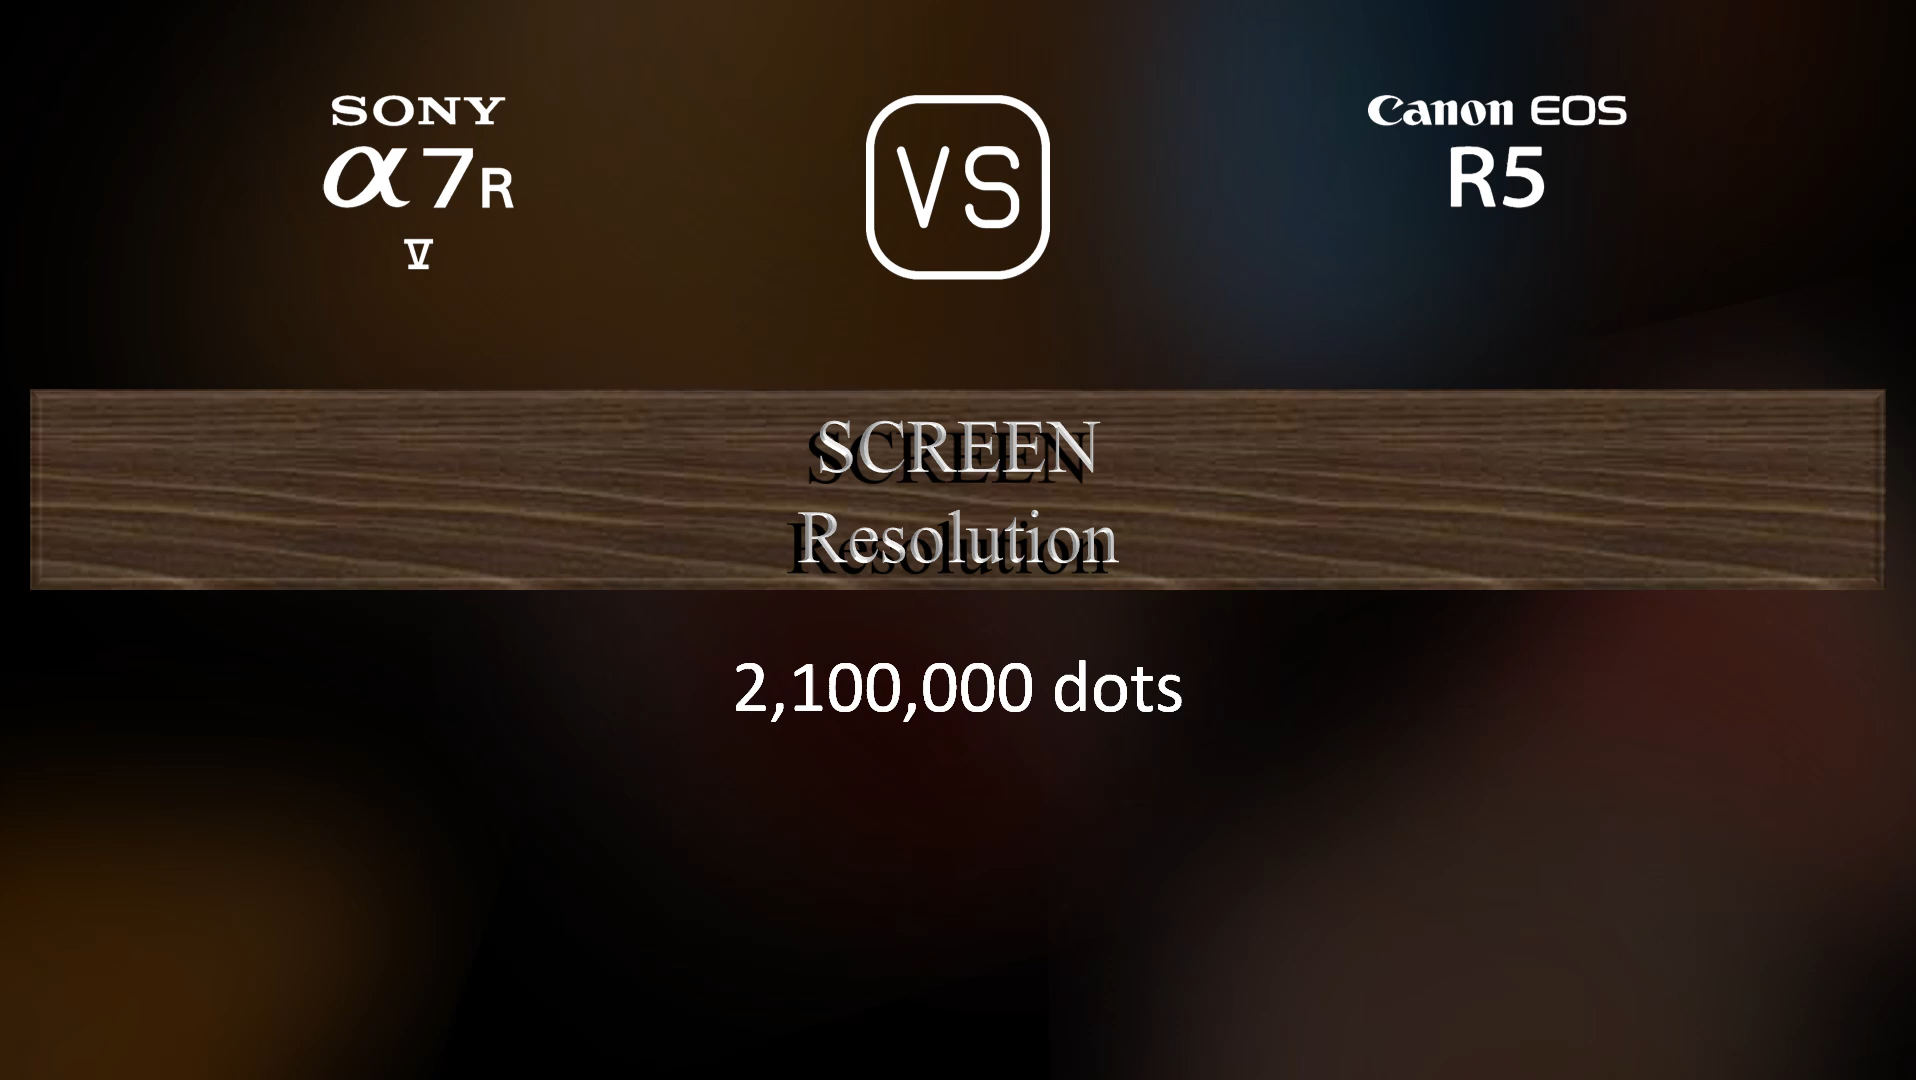 SONY
α7R
V
VS
Canon EOS
R5
SCREEN
Resolution
2,100,000 dots